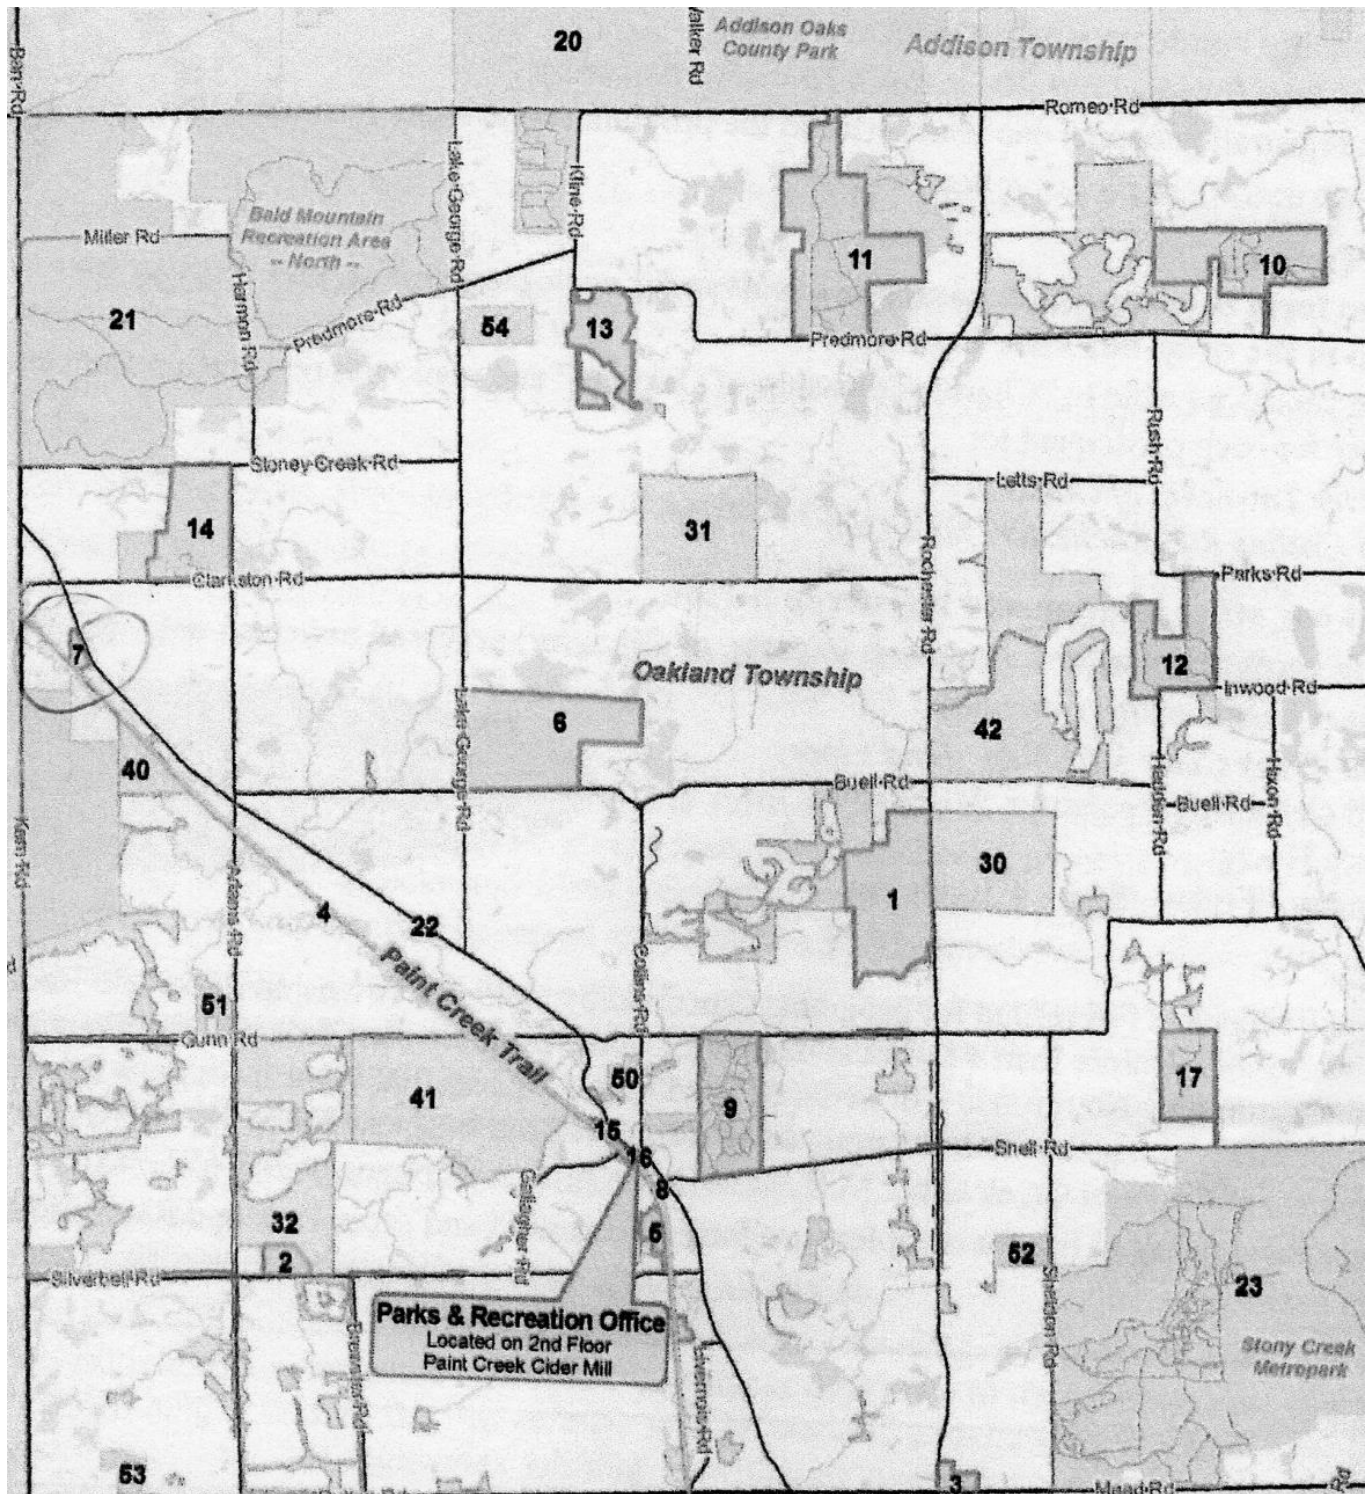 20
Walker Rd
Addison Oaks
County Park
Addison Township
Barr Rd
Romeo Rd
Lake George Rd
Kline Rd
Bald Mountain
Recreation Area
-- North --
Miller Rd
11
10
Harmon Rd
21
Predmore Rd
54
13
Predmore Rd
Rush Rd
Stoney Creek Rd
Letts Rd
14
31
Rochester Rd
Clarkston Rd
Parks Rd
7
Oakland Township
12
Inwood Rd
Lake George Rd
6
42
40
Buell Rd
Hadden Rd
Hixon Rd
Buell Rd
Kern Rd
Adams Rd
4
22
30
1
Paint Creek Trail
Collins Rd
51
Gunn Rd
50
41
9
17
15
16
Snell Rd
8
Gallagher Rd
32
5
52
2
Silverbell Rd
Sheldon Rd
23
Parks & Recreation Office
Located on 2nd Floor
Paint Creek Cider Mill
Brewster Rd
Livernois Rd
Stony Creek
Metropark
53
3
Mead Rd